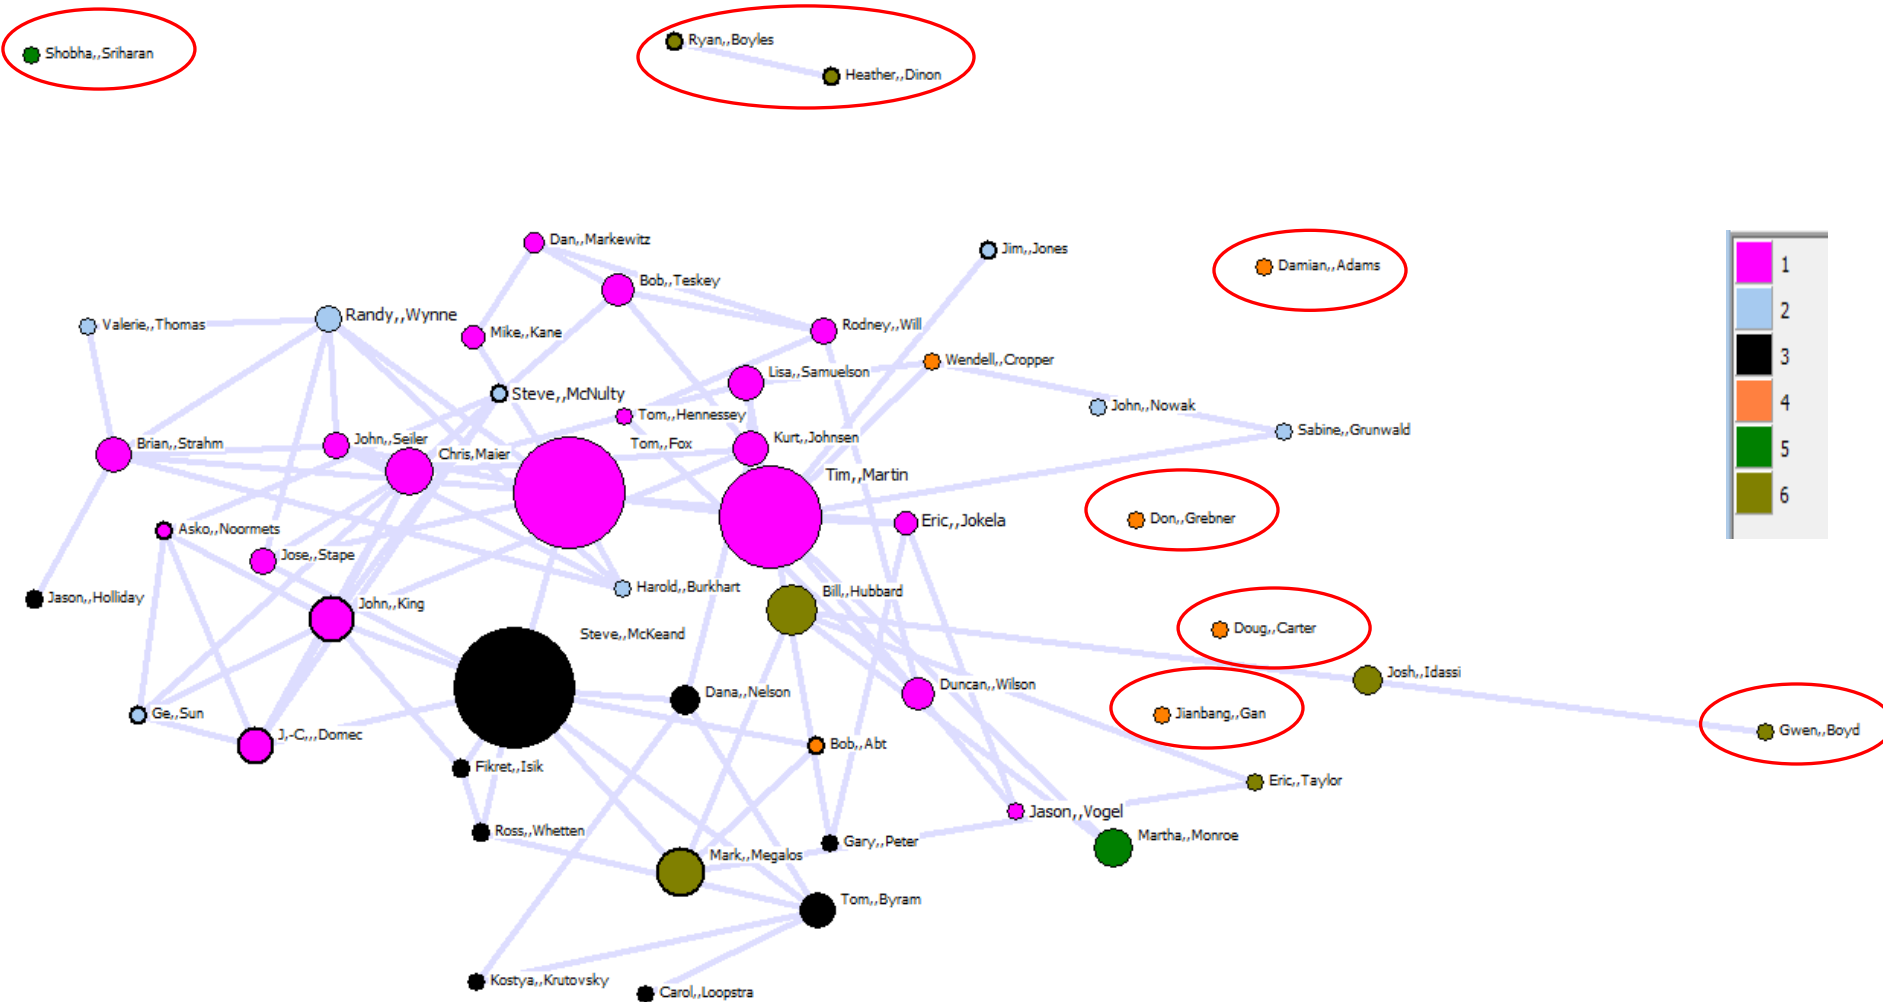 Shobha,,Sriharan
Ryan,,Boyles
Heather,,Dinon
Dan,,Markewitz
Jim,,Jones
Damian,,Adams
1
Bob,,Teskey
2
Randy,,Wynne
Valerie,,Thomas
Rodney,,Will
Mike,,Kane
3
Wendell,,Cropper
Lisa,,Samuelson
Steve,,McNulty
4
John,,Nowak
Tom,,Hennessey
Sabine,,Grunwald
John,,Seiler
Kurt,,Johnsen
Brian,,Strahm
Tom,,Fox
5
Chris,Maier
Tim,,Martin
6
Don,,Grebner
Eric,,Jokela
Asko,,Noormets
Jose,,Stape
Harold,,Burkhart
Bill,,Hubbard
Jason,,Holliday
John,,King
Doug,,Carter
Steve,,McKeand
Josh,,Idassi
Duncan,,Wilson
Dana,,Nelson
Ge,,Sun
Jianbang,,Gan
Gwen,,Boyd
J,-C,,,Domec
Bob,,Abt
Fikret,,Isik
Eric,,Taylor
Jason,,Vogel
Ross,,Whetten
Martha,,Monroe
Gary,,Peter
Mark,,Megalos
Tom,,Byram
Kostya,,Krutovsky
Carol,,Loopstra